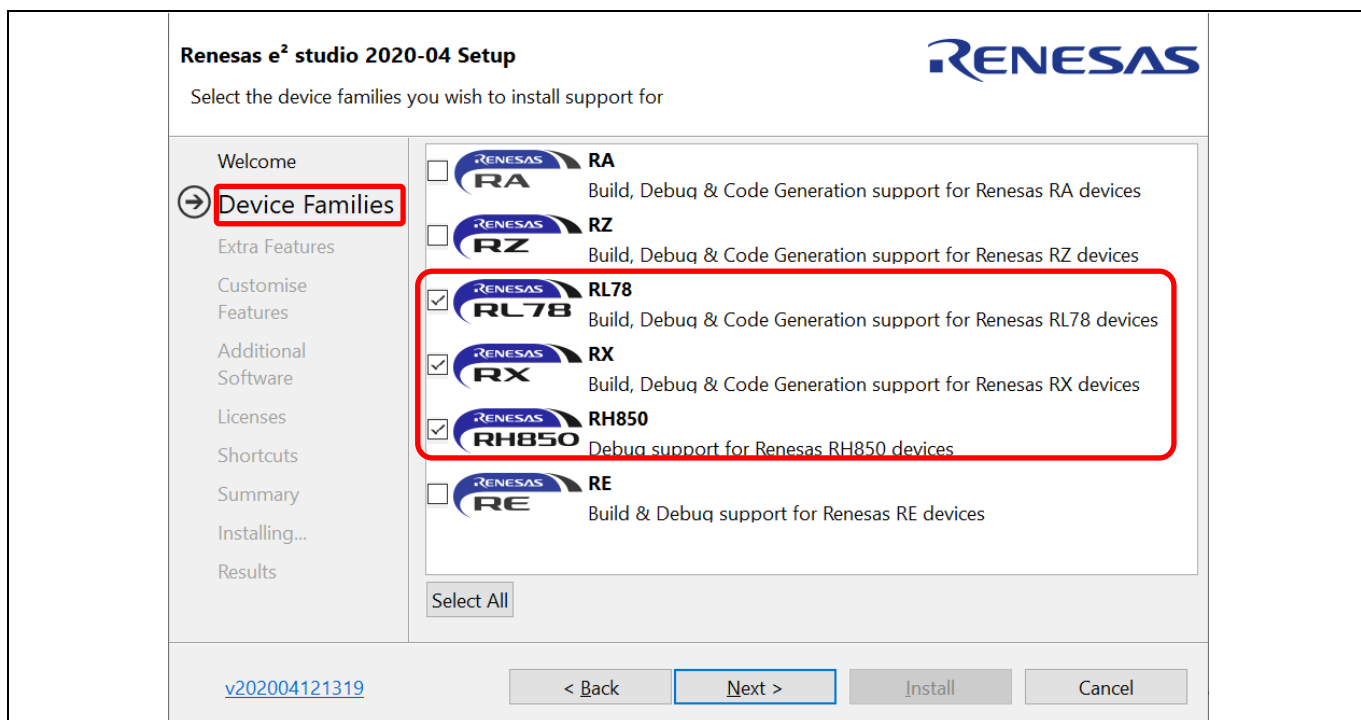 Renesas e² studio 2020-04 Setup
RENESAS
Select the device families you wish to install support for
Welcome
Device Families
Extra Features
Customise
Features
Additional
Software
Licenses
Shortcuts
Summary
Installing...
Results
RENESAS
RA
RA
Build, Debug & Code Generation support for Renesas RA devices
RENESAS
RZ
RZ
Build, Debug & Code Generation support for Renesas RZ devices
RENESAS
RL78
RL78
Build, Debug & Code Generation support for Renesas RL78 devices
RENESAS
RX
RX
Build, Debug & Code Generation support for Renesas RX devices
RENESAS
RH850
RH850
Debug support for Renesas RH850 devices
RENESAS
RE
RE
Build & Debug support for Renesas RE devices
Select All
v202004121319
< Back
Next >
Install
Cancel